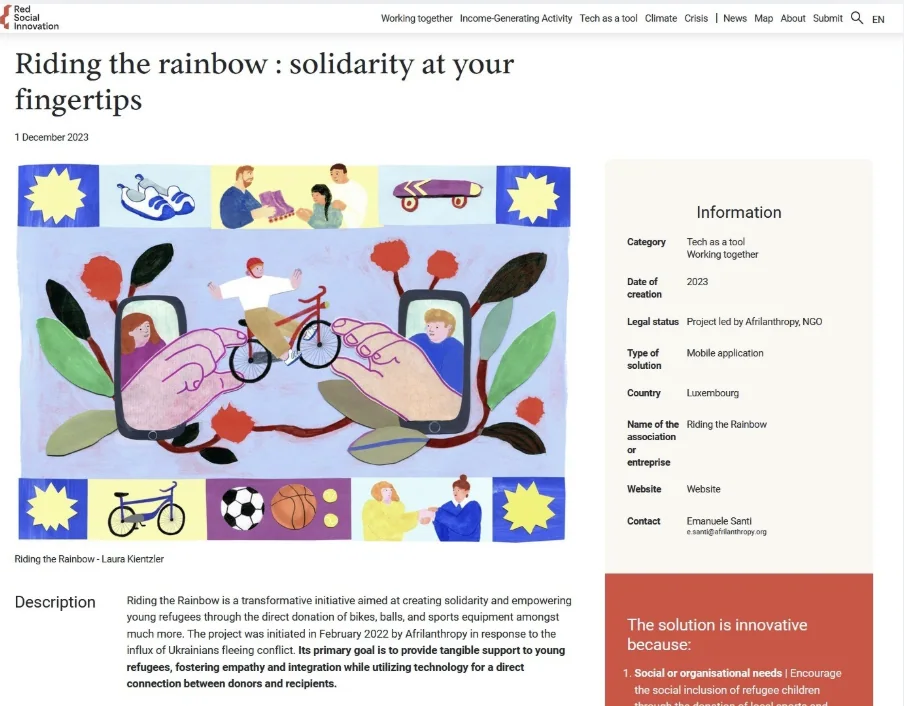 Red
Social
Innovation
Working together Income-Generating Activity Tech as a tool Climate Crisis | News Map About Submit EN
Riding the rainbow : solidarity at your
fingertips
1 December 2023
Riding the Rainbow - Laura Kientzler
Description
Riding the Rainbow is a transformative initiative aimed at creating solidarity and empowering
young refugees through the direct donation of bikes, balls, and sports equipment amongst
much more. The project was initiated in February 2022 by Afrilanthropy in response to the
influx of Ukrainians fleeing conflict. Its primary goal is to provide tangible support to young
refugees, fostering empathy and integration while utilizing technology for a direct
connection between donors and recipients.
Information
Category Tech as a tool
Working together
Date of 2023
creation
Legal status Project led by Afrilanthropy, NGO
Type of Mobile application
solution
Country Luxembourg
Name of the Riding the Rainbow
association
or
entreprise
Website Website
Contact Emanuele Santi
e.santi@afrilanthropy.org
The solution is innovative
because:
1. Social or organisational needs | Encourage
the social inclusion of refugee children
through the donation of local sports and